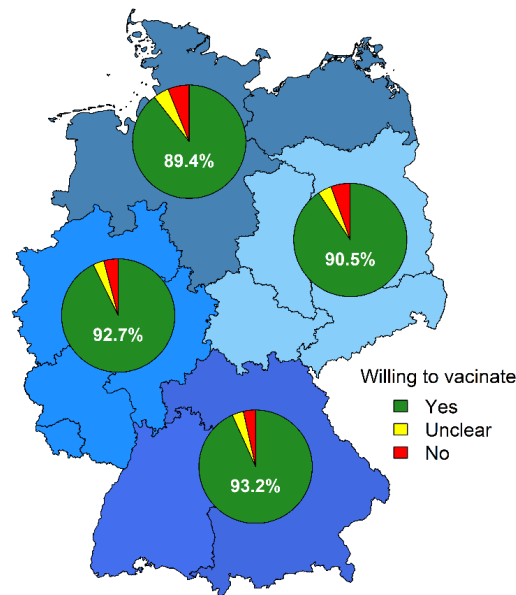 89.4%
90.5%
92.7%
Willing to vacinate
Yes
Unclear
No
93.2%